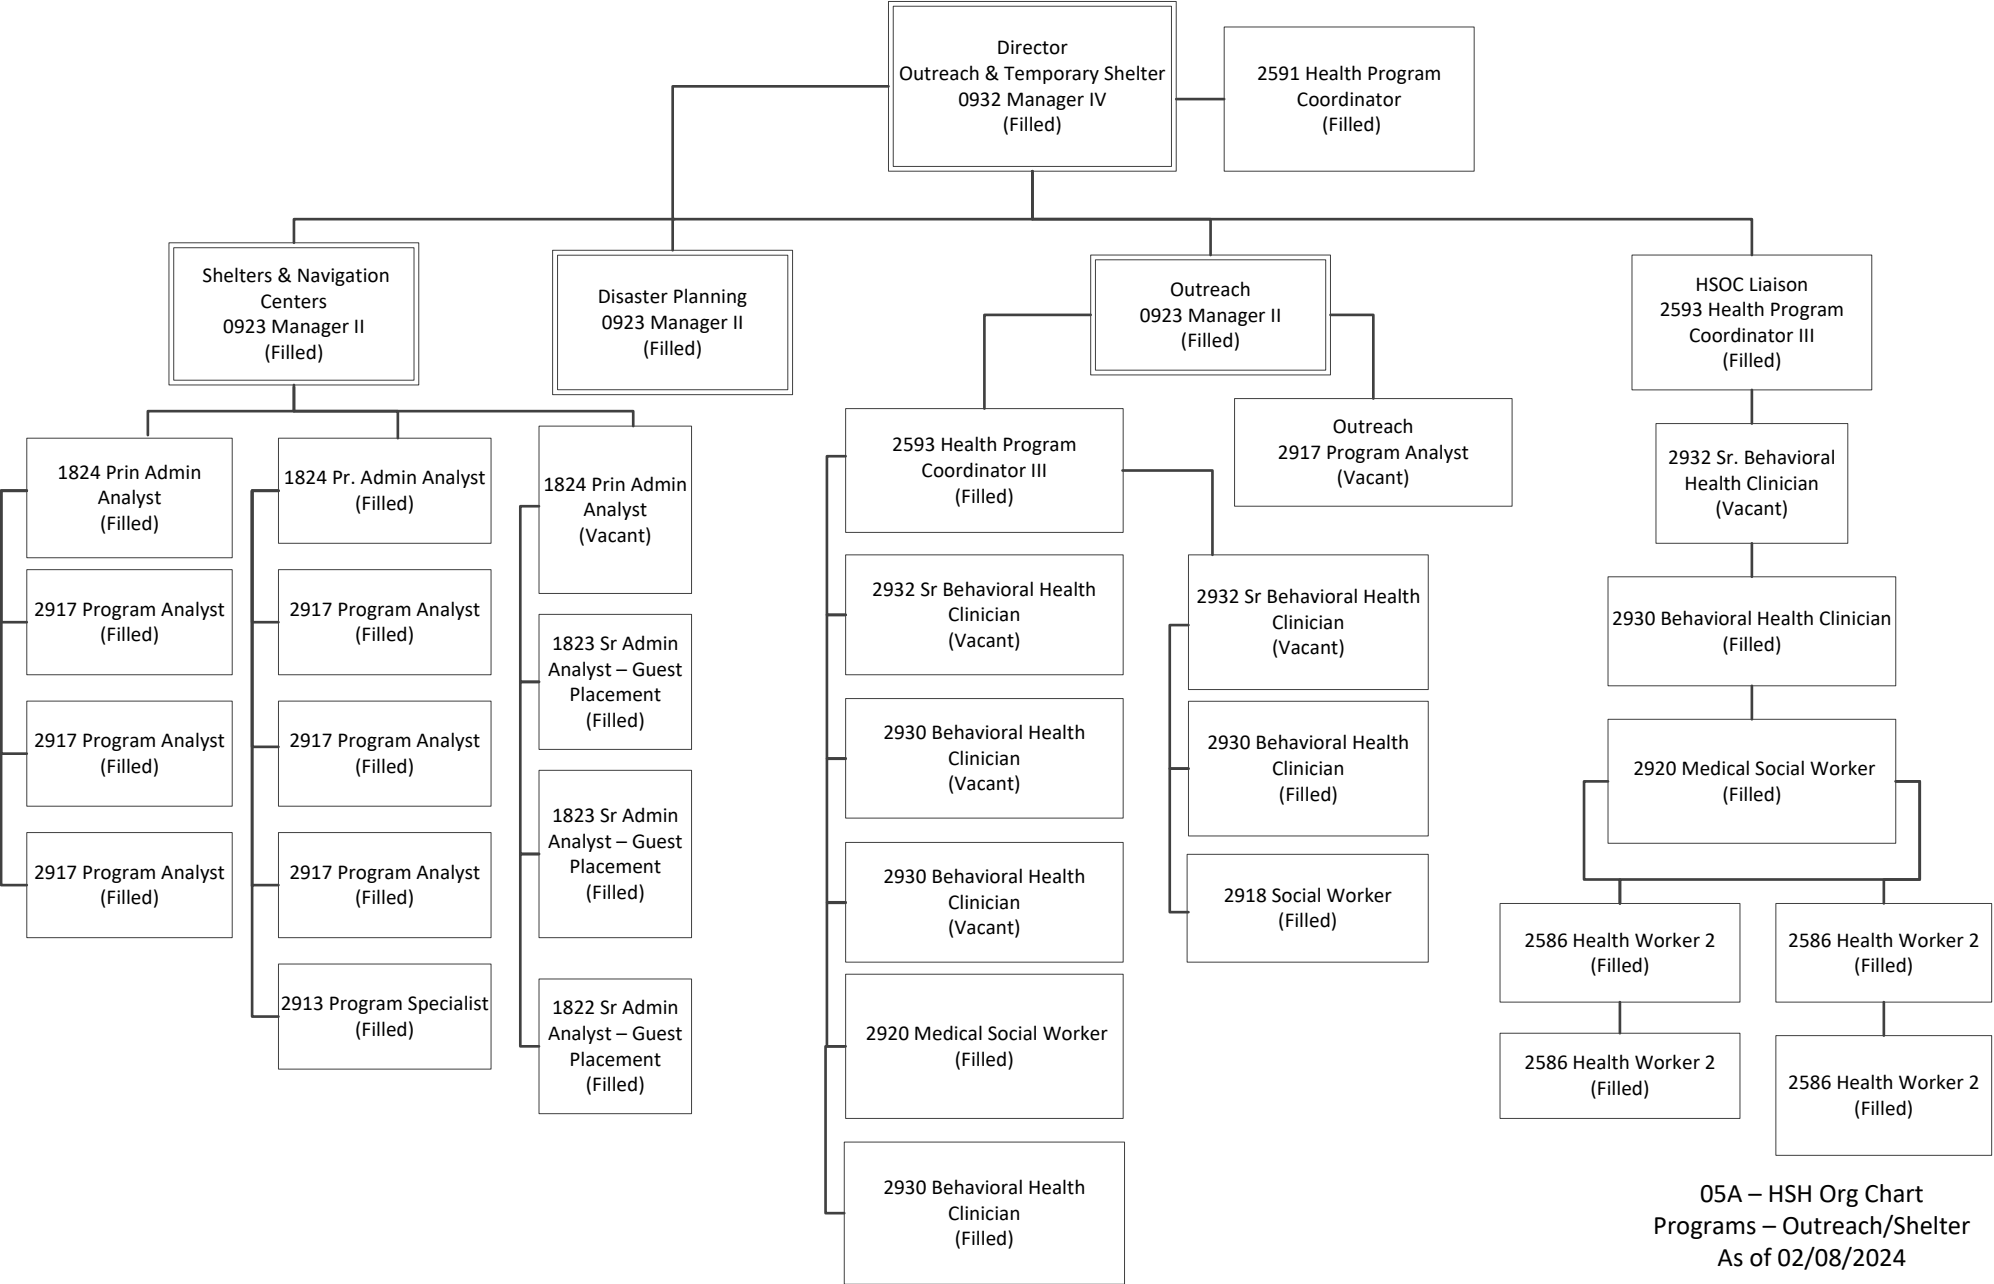 Director
Outreach & Temporary Shelter
0932 Manager IV
(Filled)
2591 Health Program
Coordinator
(Filled)
Shelters & Navigation
Centers
0923 Manager II
(Filled)
Disaster Planning
0923 Manager II
(Filled)
Outreach
0923 Manager II
(Filled)
HSOC Liaison
2593 Health Program
Coordinator III
(Filled)
1824 Prin Admin
Analyst
(Filled)
2917 Program Analyst
(Filled)
2917 Program Analyst
(Filled)
2917 Program Analyst
(Filled)
1824 Pr. Admin Analyst
(Filled)
2917 Program Analyst
(Filled)
2917 Program Analyst
(Filled)
2917 Program Analyst
(Filled)
2913 Program Specialist
(Filled)
1824 Prin Admin
Analyst
(Vacant)
1823 Sr Admin
Analyst – Guest
Placement
(Filled)
1823 Sr Admin
Analyst – Guest
Placement
(Filled)
1822 Sr Admin
Analyst – Guest
Placement
(Filled)
2593 Health Program
Coordinator III
(Filled)
2932 Sr Behavioral Health
Clinician
(Vacant)
2930 Behavioral Health
Clinician
(Vacant)
2930 Behavioral Health
Clinician
(Vacant)
2920 Medical Social Worker
(Filled)
2930 Behavioral Health
Clinician
(Filled)
Outreach
2917 Program Analyst
(Vacant)
2932 Sr Behavioral Health
Clinician
(Vacant)
2930 Behavioral Health
Clinician
(Filled)
2918 Social Worker
(Filled)
2932 Sr. Behavioral
Health Clinician
(Vacant)
2930 Behavioral Health Clinician
(Filled)
2920 Medical Social Worker
(Filled)
2586 Health Worker 2
(Filled)
2586 Health Worker 2
(Filled)
2586 Health Worker 2
(Filled)
2586 Health Worker 2
(Filled)
05A – HSH Org Chart
Programs – Outreach/Shelter
As of 02/08/2024